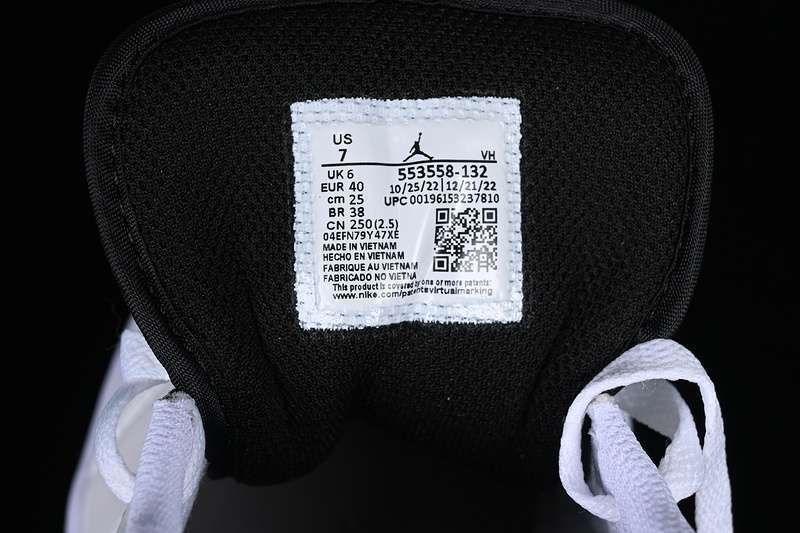 US
7
VH
UK 6
553558-132
EUR 40
10/25/22|12/21/22
cm 25
UPC 00196153237810
BR 38
CN 250 (2.5)
04EFN79Y47XE
MADE IN VIETNAM
HECHO EN VIETNAM
FABRIQUE AU VIETNAM
FABRICADO NO VIETNA
This product is covered by one or more patents:
www.nike.com/patentsvirtualmarking